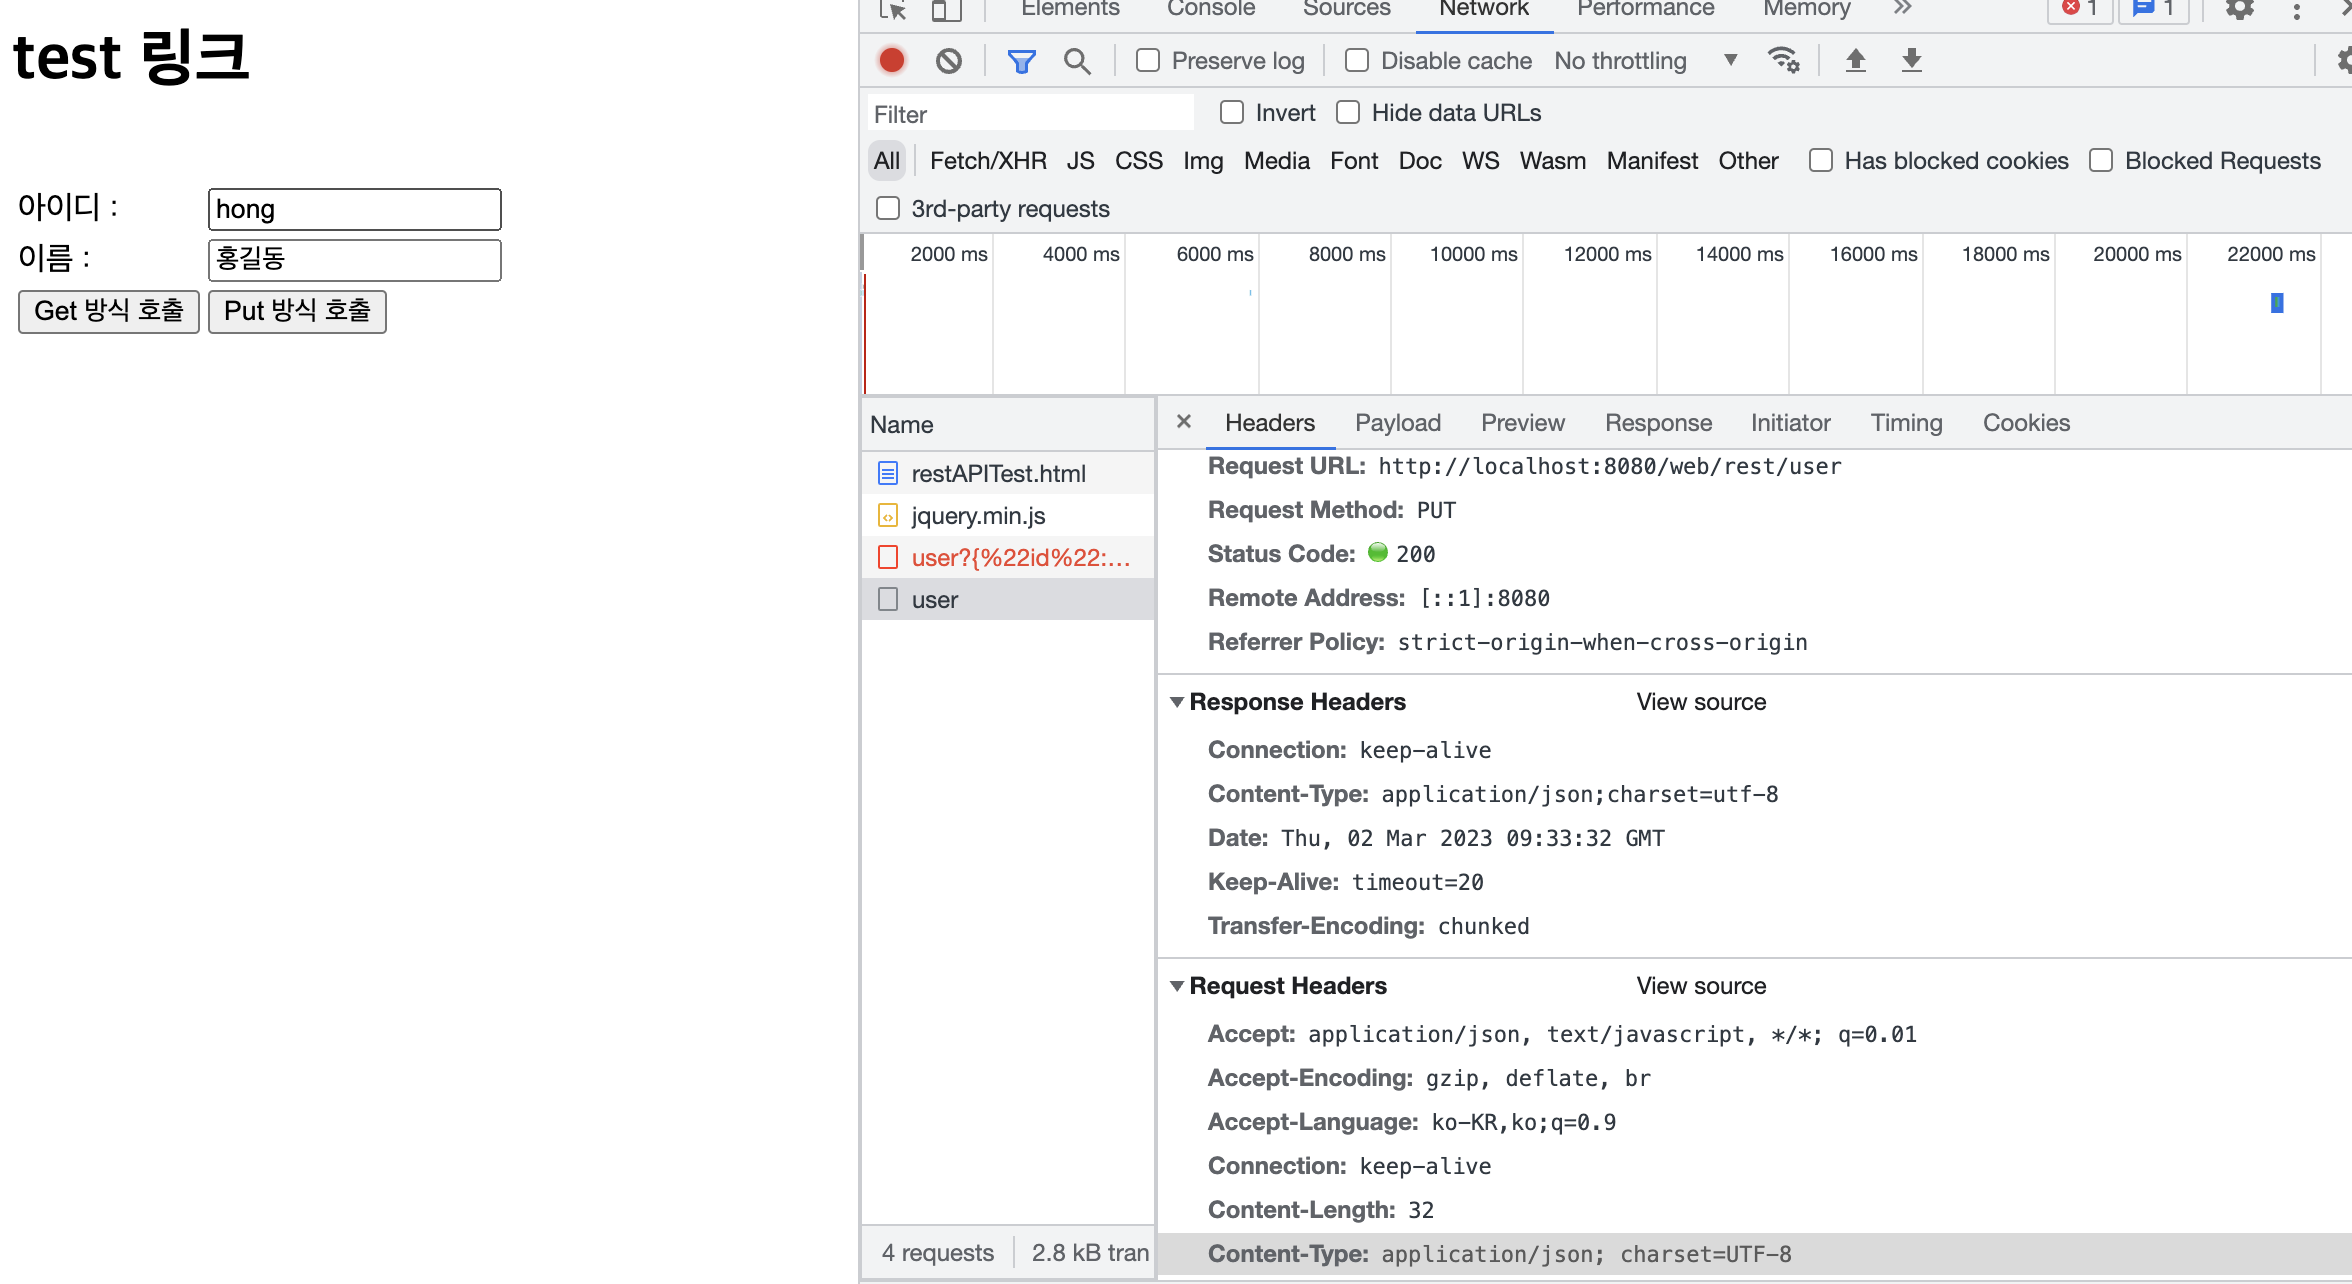 test 링크
아이디 :
hong
이름 :
홍길동
Get 방식 호출
Put 방식 호출
Elements Console Sources Network Performance Memory 1 1
Preserve log Disable cache No throttling
Filter Invert Hide data URLs
All Fetch/XHR JS CSS Img Media Font Doc WS Wasm Manifest Other Has blocked cookies Blocked Requests
3rd-party requests
2000 ms 4000 ms 6000 ms 8000 ms 10000 ms 12000 ms 14000 ms 16000 ms 18000 ms 20000 ms 22000 ms
Name
restAPITest.html
jquery.min.js
user?{%22id%22:…
user
4 requests 2.8 kB tran
Headers Payload Preview Response Initiator Timing Cookies
Request URL: http://localhost:8080/web/rest/user
Request Method: PUT
Status Code: 200
Remote Address: [::1]:8080
Referrer Policy: strict-origin-when-cross-origin
Response Headers View source
Connection: keep-alive
Content-Type: application/json;charset=utf-8
Date: Thu, 02 Mar 2023 09:33:32 GMT
Keep-Alive: timeout=20
Transfer-Encoding: chunked
Request Headers View source
Accept: application/json, text/javascript, */*; q=0.01
Accept-Encoding: gzip, deflate, br
Accept-Language: ko-KR,ko;q=0.9
Connection: keep-alive
Content-Length: 32
Content-Type: application/json; charset=UTF-8